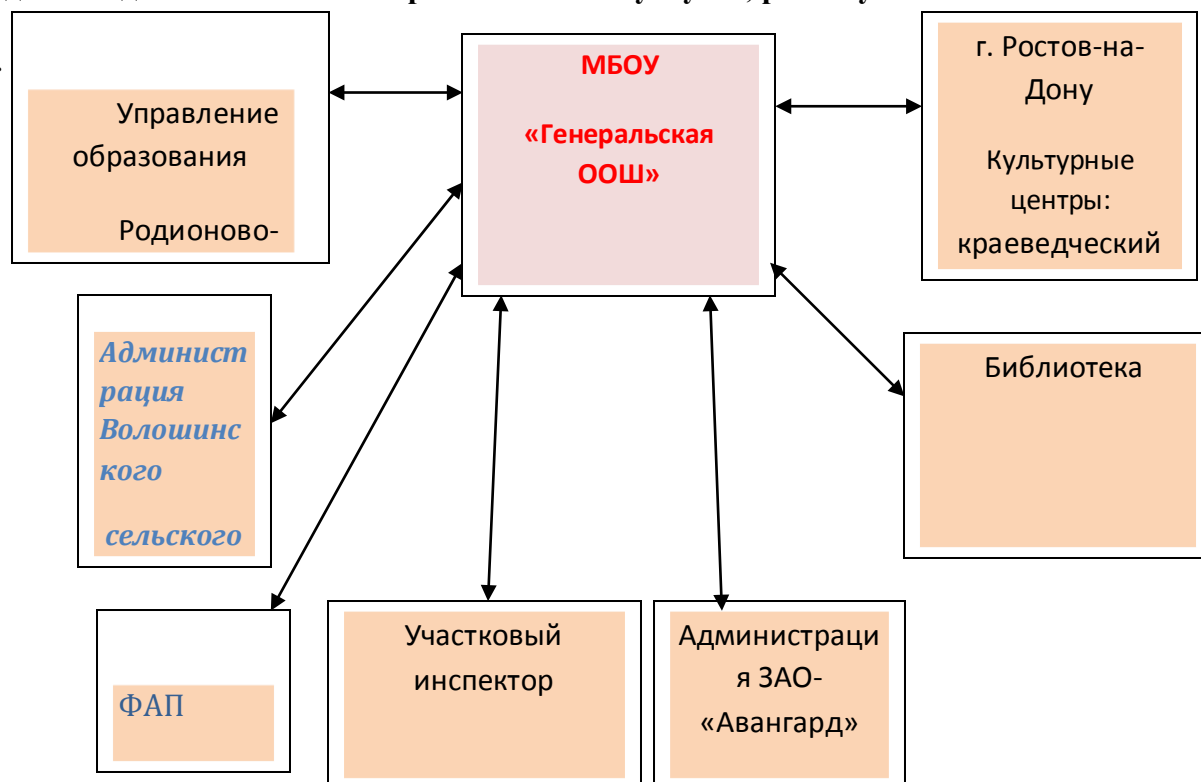 Управление
образования
Родионово-
МБОУ
«Генеральская
ООШ»
г. Ростов-на-
Дону
Культурные
центры:
краеведческий
Админист
рация
Волошинс
кого
сельского
Библиотека
ФАП
Участковый
инспектор
Администраци
я ЗАО-
«Авангард»